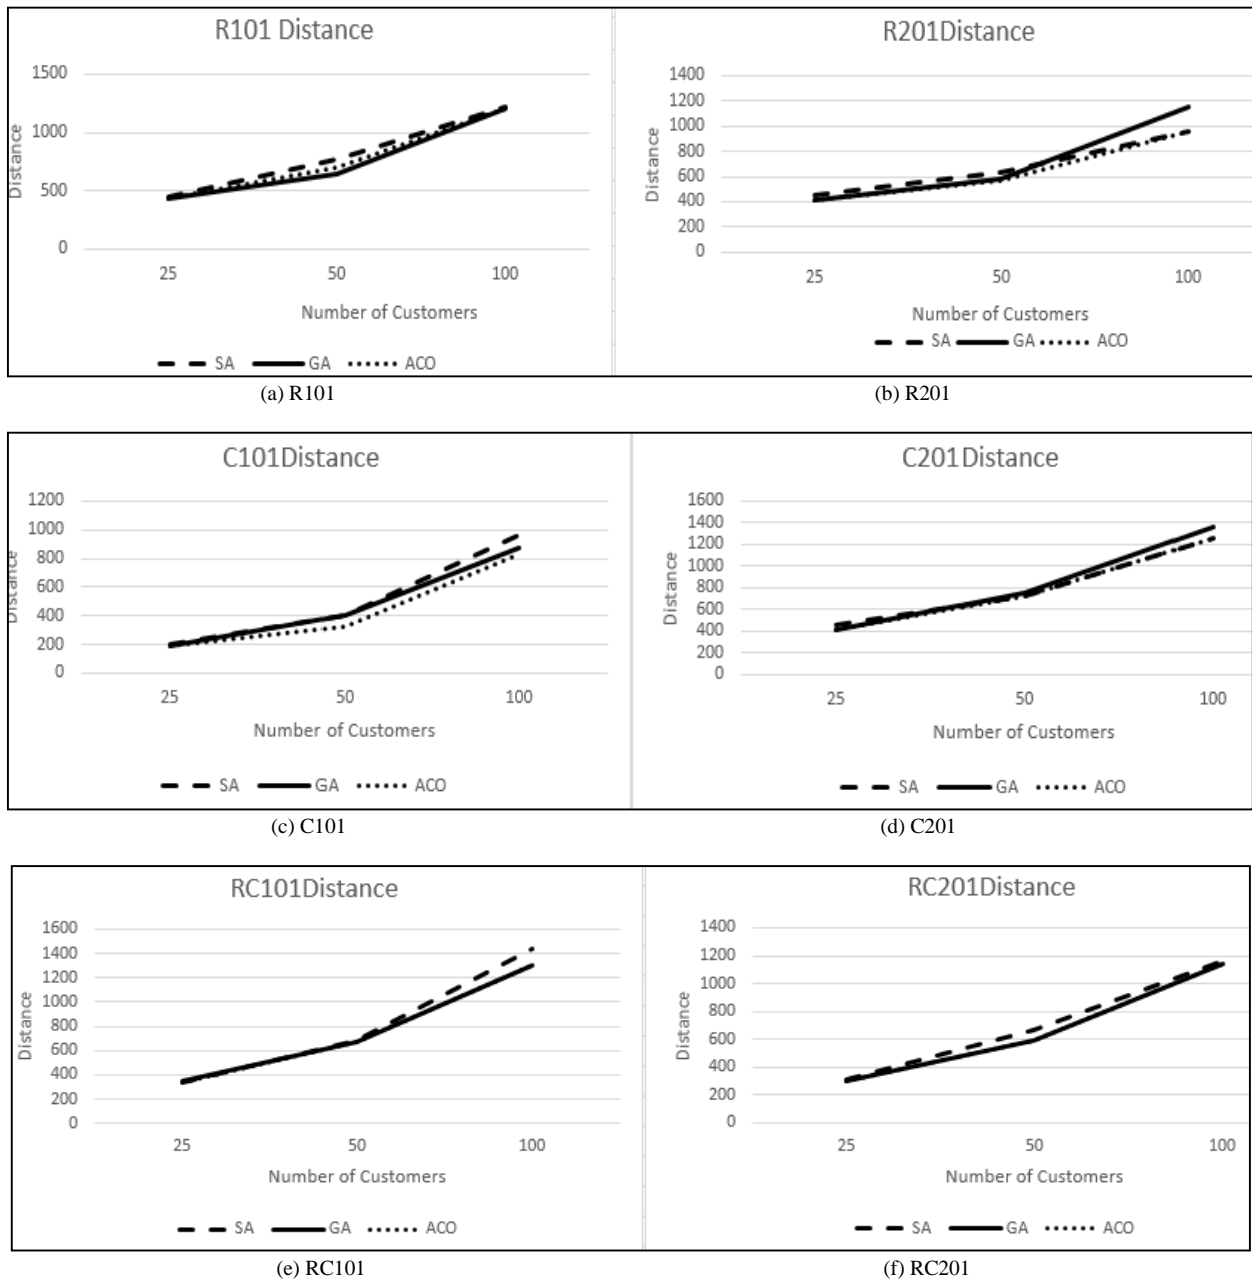 R101 Distance
1500
1000
500
0
Distance
25 50 100
Number of Customers
SA GA ACO
(a) R101
R201Distance
1400
1200
1000
800
600
400
200
0
Distance
25 50 100
Number of Customers
SA GA ACO
(b) R201
C101Distance
1200
1000
800
600
400
200
0
Distance
25 50 100
Number of Customers
SA GA ACO
(c) C101
C201Distance
1600
1400
1200
1000
800
600
400
200
0
Distance
25 50 100
Number of Customers
SA GA ACO
(d) C201
RC101Distance
1600
1400
1200
1000
800
600
400
200
0
Distance
25 50 100
Number of Customers
SA GA ACO
(e) RC101
RC201Distance
1400
1200
1000
800
600
400
200
0
Distance
25 50 100
Number of Customers
SA GA ACO
(f) RC201